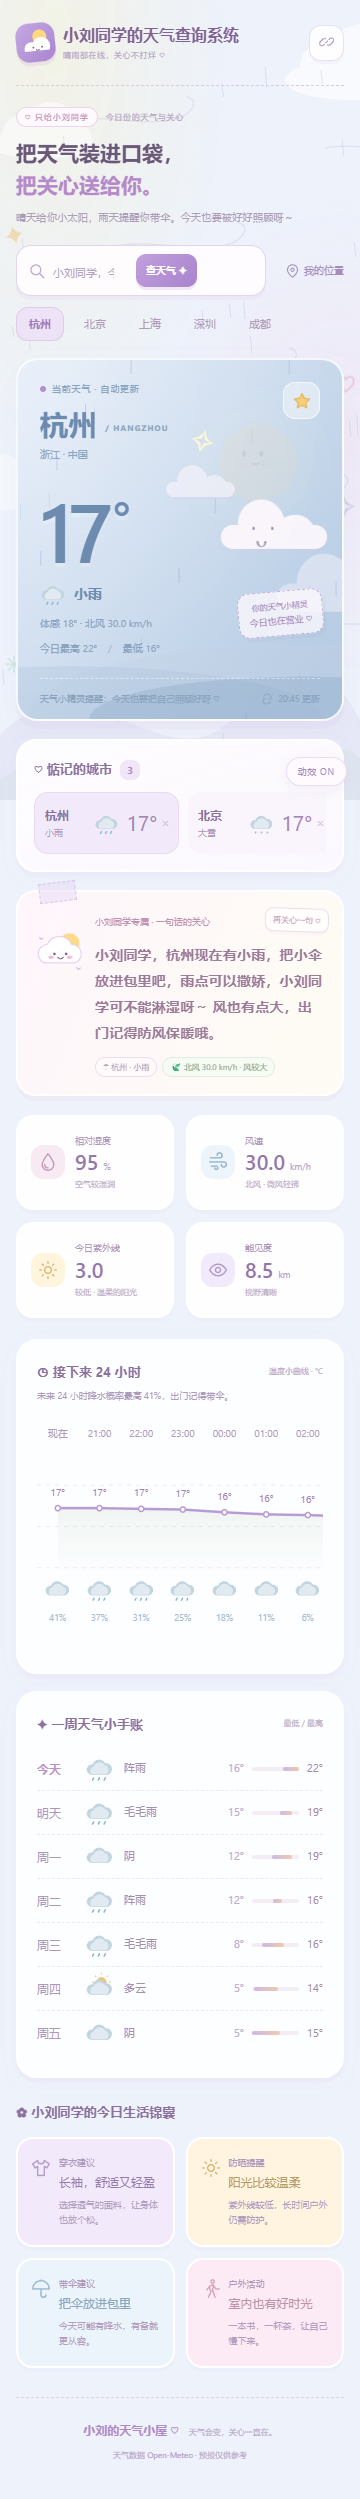 小刘同学的天气查询系统
晴雨都在线，关心不打烊 ♡
♡ 只给小刘同学 今日份的天气与关心
把天气装进口袋，
把关心送给你。
晴天给你小太阳，雨天提醒你带伞。今天也要被好好照顾呀～
小刘同学，
查天气 ✦
我的位置
杭州 北京 上海 深圳 成都
当前天气 · 自动更新
杭州 / HANGZHOU
浙江 · 中国
17°
小雨
体感 18° · 北风 30.0 km/h
今日最高 22° / 最低 16°
你的天气小精灵
今日也在营业 ♡
天气小精灵提醒：今天也要把自己照顾好呀 ♡
20:45 更新
♡ 惦记的城市 3
动效 ON
杭州 小雨 17° ×
北京 大雪 17° ×
小刘同学专属 · 一句话的关心
再关心一句 ♡
小刘同学，杭州现在有小雨，把小伞
放进包里吧，雨点可以撒娇，小刘同
学可不能淋湿呀～ 风也有点大，出
门记得防风保暖哦。
☂ 杭州 · 小雨
北风 30.0 km/h · 风较大
相对湿度
95 %
空气较湿润
风速
30.0 km/h
北风 · 微风轻拂
今日紫外线
3.0
较低 · 温柔的阳光
能见度
8.5 km
视野清晰
◷ 接下来 24 小时
温度小曲线 · ℃
未来 24 小时降水概率最高 41%，出门记得带伞。
现在 21:00 22:00 23:00 00:00 01:00 02:00
17° 17° 17° 17° 16° 16° 16°
41% 37% 31% 25% 18% 11% 6%
✦ 一周天气小手账
最低 / 最高
今天 阵雨 16° 22°
明天 毛毛雨 15° 19°
周一 阴 12° 19°
周二 阵雨 12° 16°
周三 毛毛雨 8° 16°
周四 多云 5° 14°
周五 阴 5° 15°
✿ 小刘同学的今日生活锦囊
穿衣建议
长袖，舒适又轻盈
选择透气的面料，让身体
也放个松。
防晒提醒
阳光比较温柔
紫外线较低，长时间户外
仍需防护。
带伞建议
把伞放进包里
今天可能有降水，有备就
更从容。
户外活动
室内也有好时光
一本书，一杯茶，让自己
慢下来。
小刘的天气小屋 ♡ 天气会变，关心一直在。
天气数据 Open-Meteo · 预报仅供参考